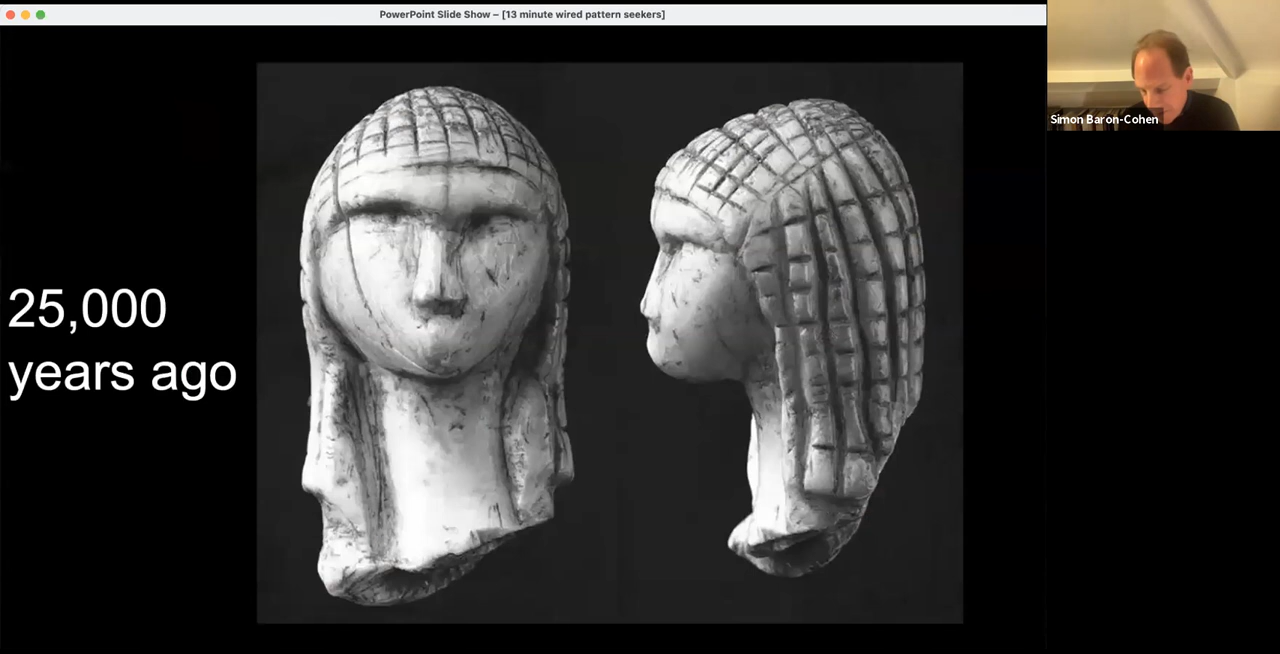 PowerPoint Slide Show – [13 minute wired pattern seekers]
Simon Baron-Cohen
25,000
years ago